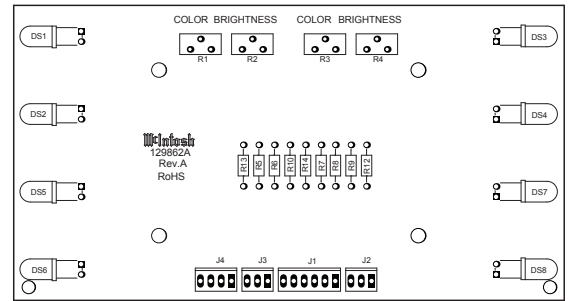 COLOR BRIGHTNESS COLOR BRIGHTNESS
R1 R2 R3 R4
DS1 DS3
DS2 DS4
McIntosh
129862A
Rev.A
RoHS
R13 R5 R6 R10 R14 R7 R8 R9 R12
DS5 DS7
J4 J3 J1 J2
DS6 DS8